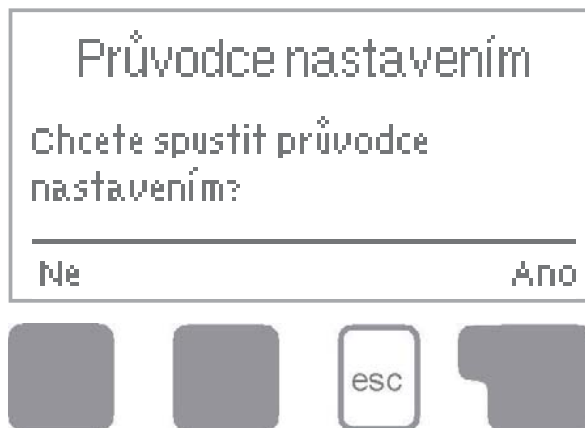 Průvodce nastavením
Chcete spustit průvodce
nastavením?
Ne Ano
esc